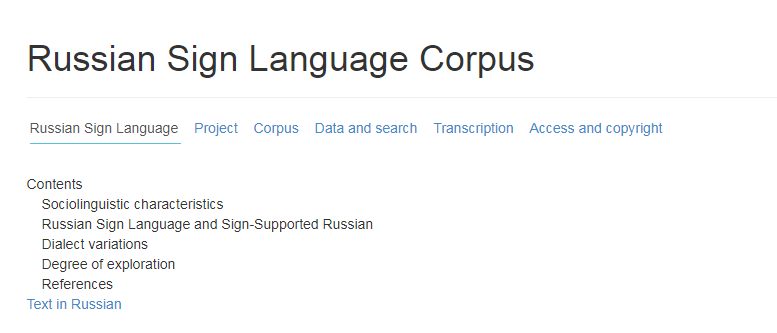 Russian Sign Language Corpus
Russian Sign Language Project Corpus Data and search Transcription Access and copyright
Contents
Sociolinguistic characteristics
Russian Sign Language and Sign-Supported Russian
Dialect variations
Degree of exploration
References
Text in Russian